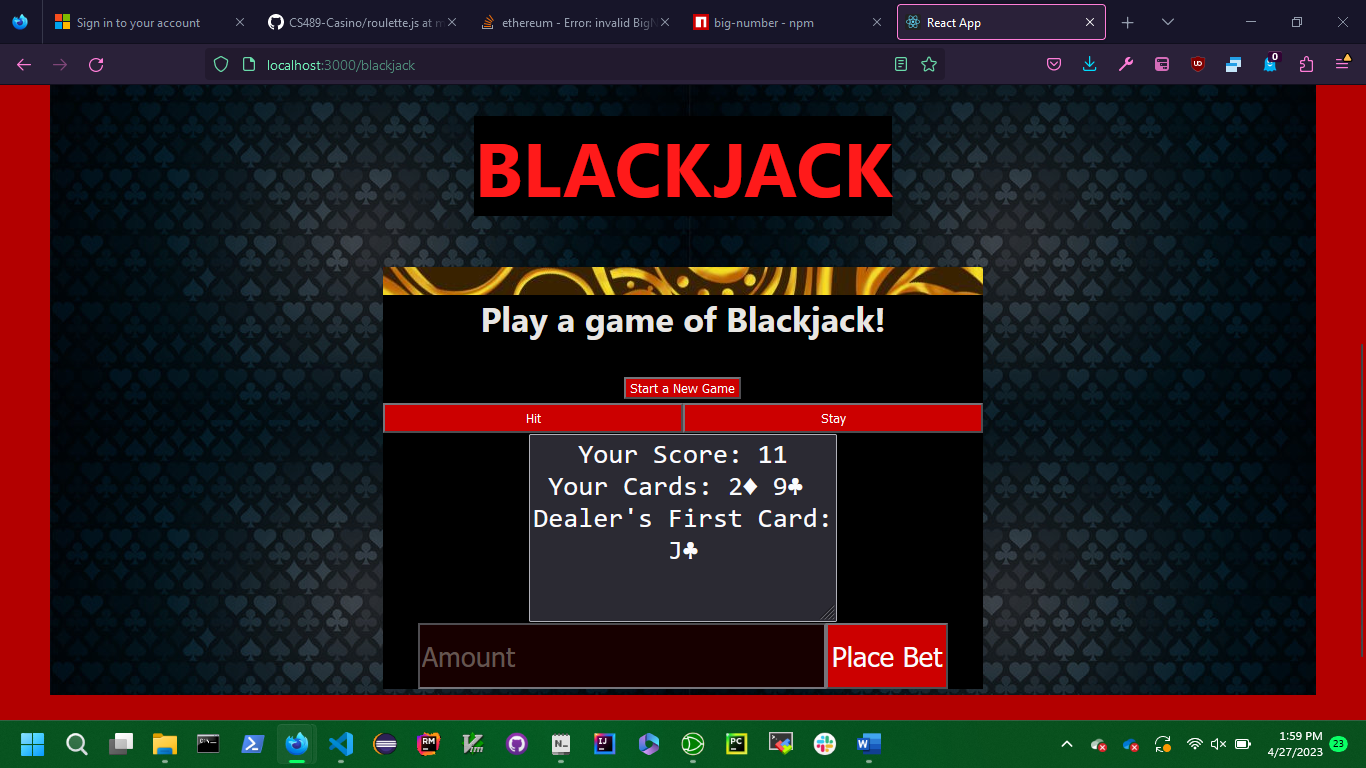 Sign in to your account
CS489-Casino/roulette.js at m
ethereum - Error: invalid BigN
big-number - npm
React App
localhost:3000/blackjack
UD
0
BLACKJACK
Play a game of Blackjack!
Start a New Game
Hit
Stay
Your Score: 11
Your Cards: 2♦ 9♣
Dealer's First Card:
J♣
Amount
Place Bet
1:59 PM
4/27/2023
23